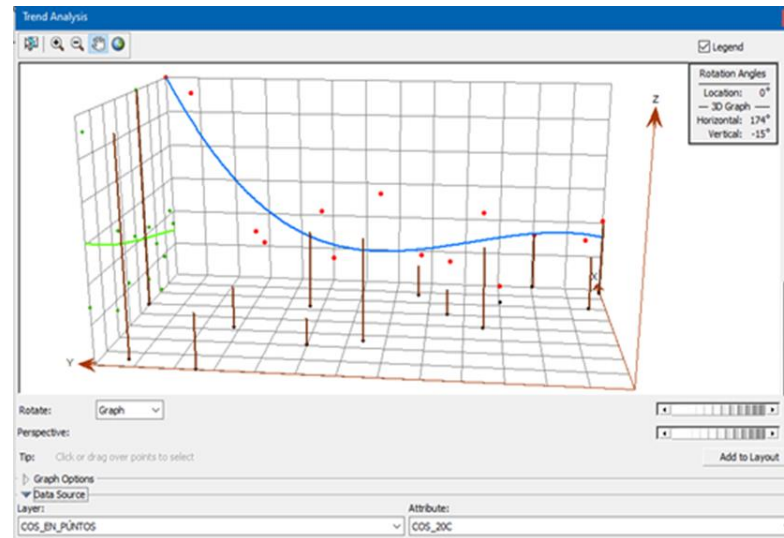 Trend Analysis
Legend
Rotation Angles
Location: 0°
— 3D Graph —
Horizontal: 174°
Vertical: -15°
Z
X
Y
Rotate: Graph
Perspective:
Tip: Click or drag over points to select
Add to Layout
Graph Options
Data Source
Layer: Attribute:
COS_EN_PÚNTOS COS_20C